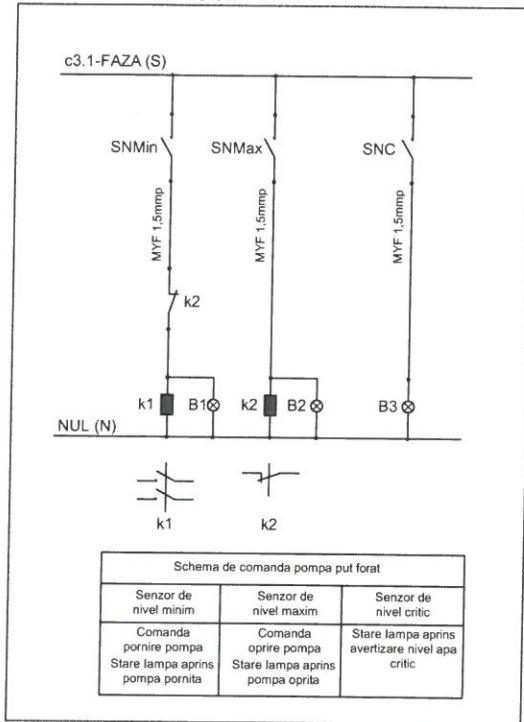 c3.1-FAZA (S)
SNMin
SNMax
SNC
MYF 1,5mmp
MYF 1,5mmp
MYF 1,5mmp
k2
k1
B1
k2
B2
B3
NUL (N)
k1
k2
Schema de comanda pompa put forat
Senzor de
nivel minim
Senzor de
nivel maxim
Senzor de
nivel critic
Comanda
pornire pompa
Stare lampa aprins
pompa pornita
Comanda
oprire pompa
Stare lampa aprins
pompa oprita
Stare lampa aprins
avertizare nivel apa
critic